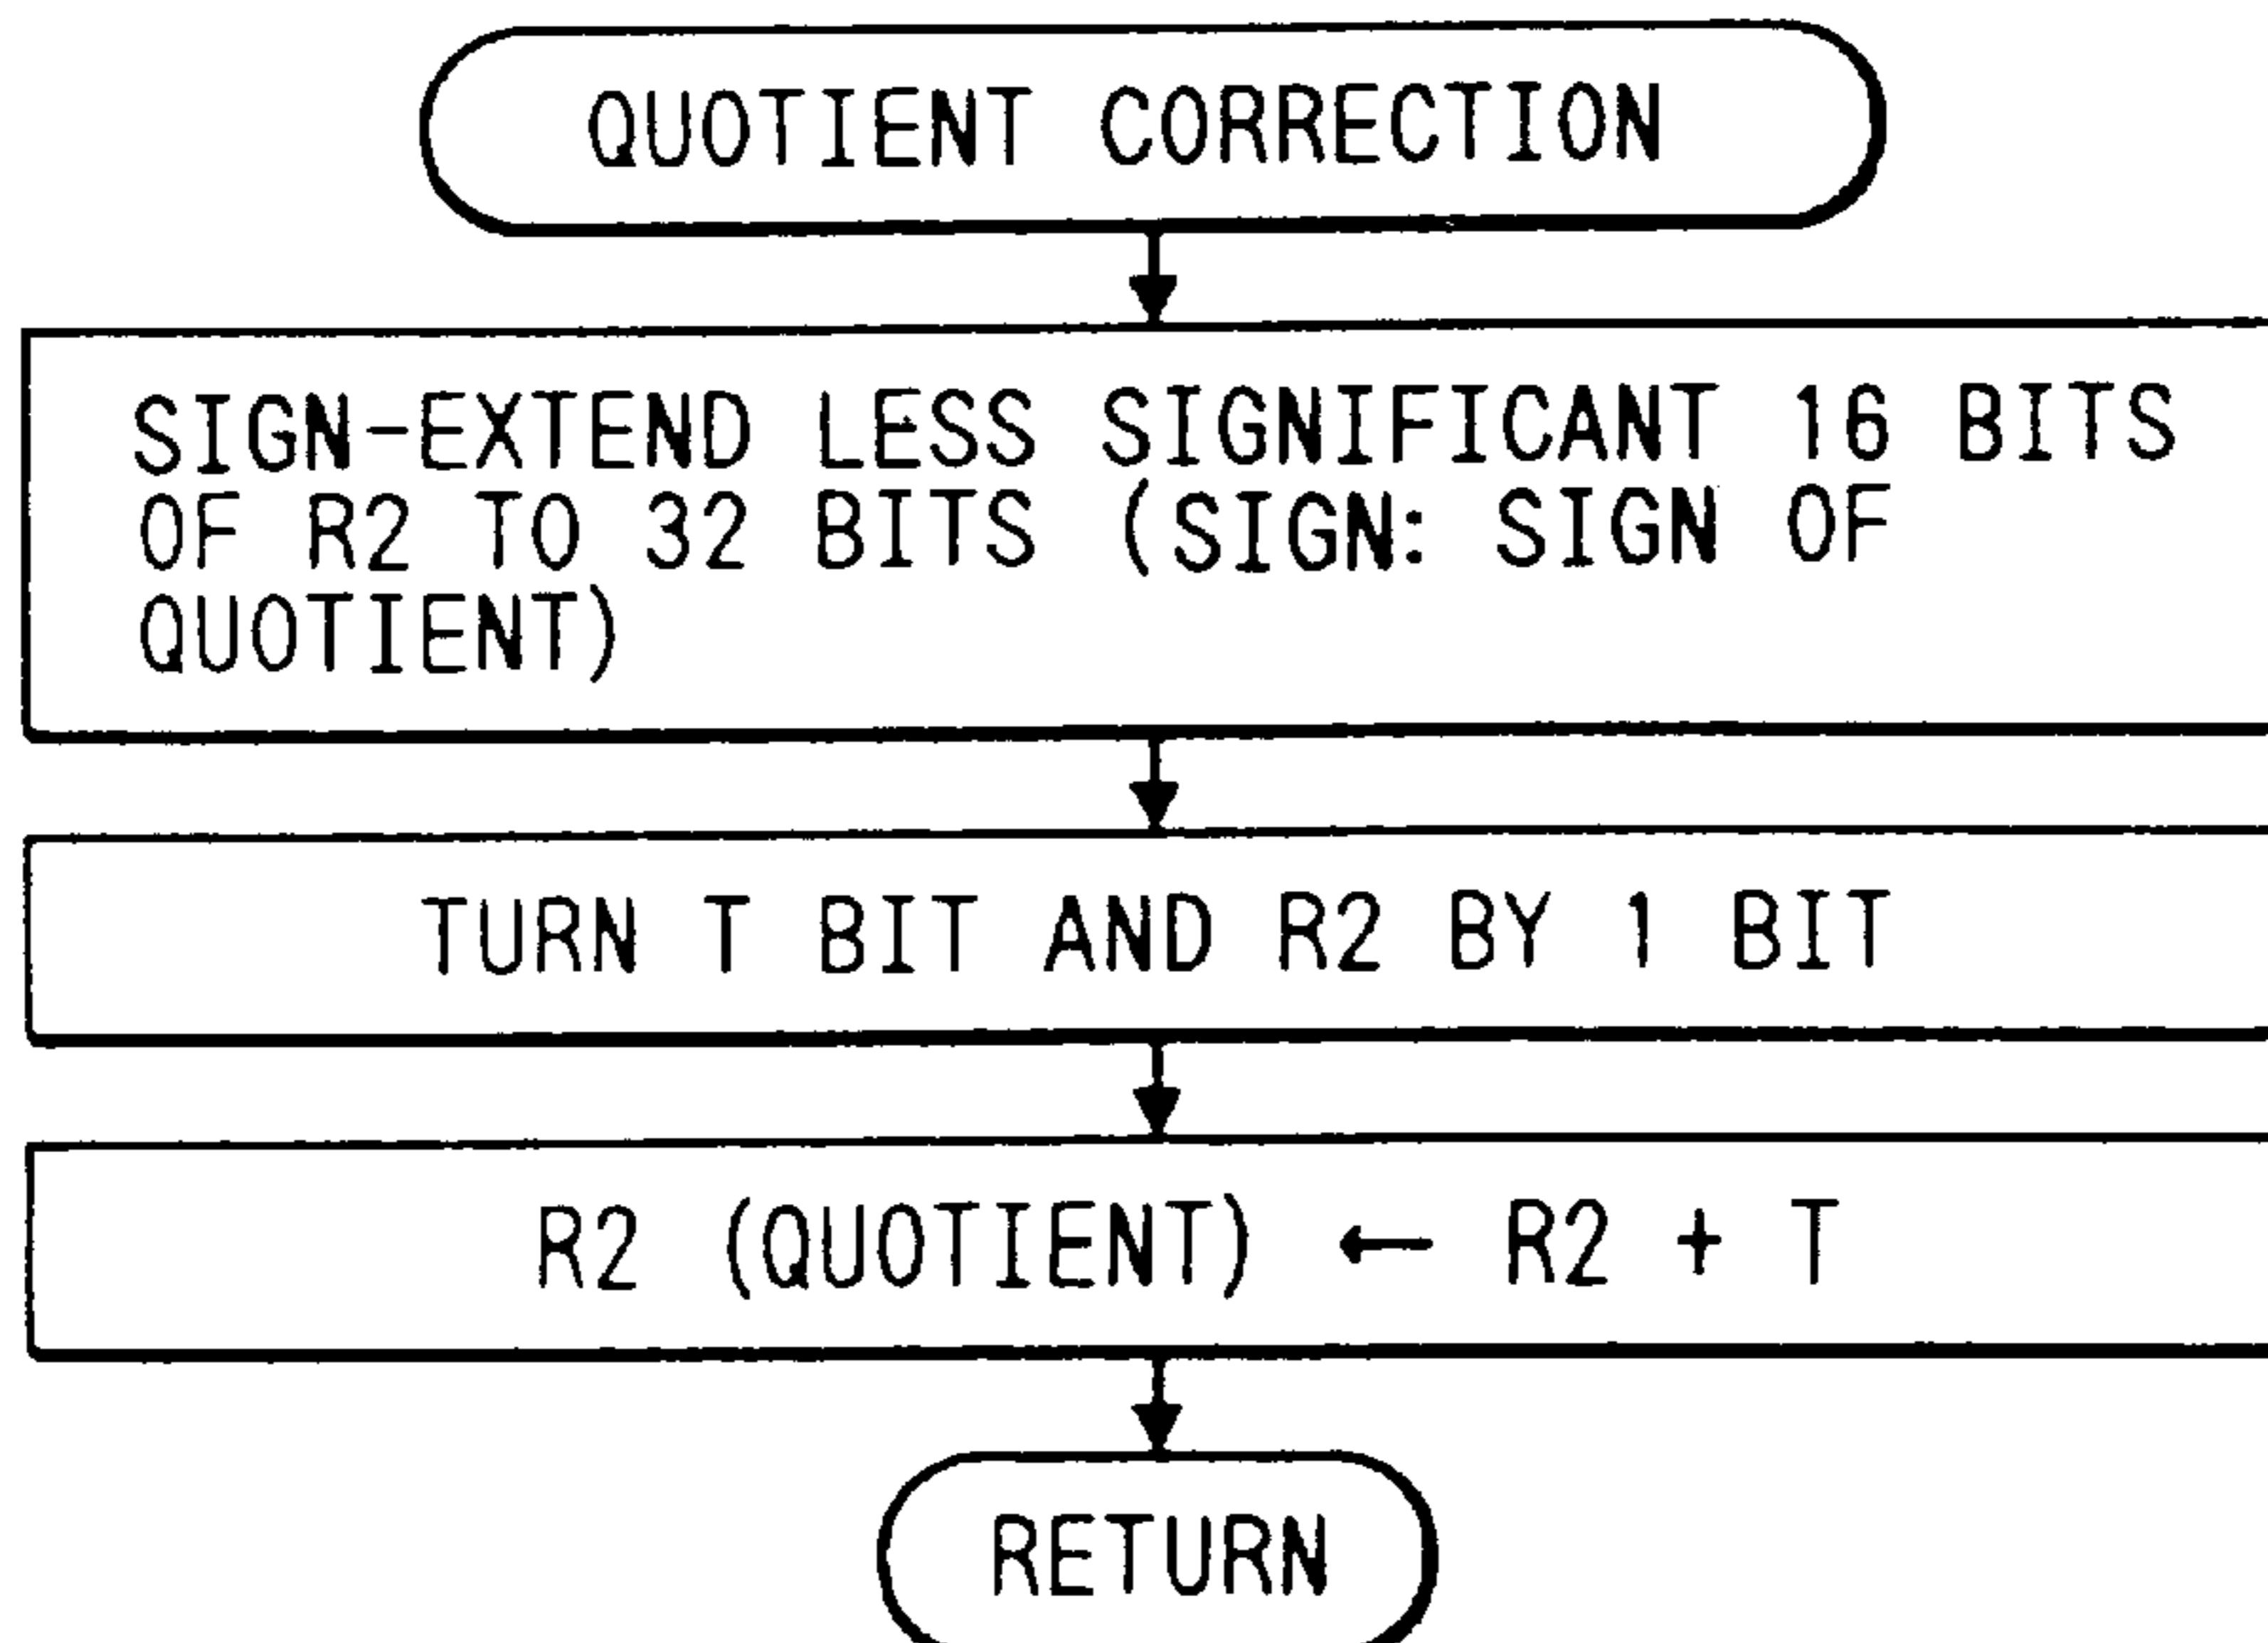 QUOTIENT CORRECTION
SIGN-EXTEND LESS SIGNIFICANT 16 BITS
OF R2 TO 32 BITS (SIGN: SIGN OF
QUOTIENT)
TURN T BIT AND R2 BY 1 BIT
R2 (QUOTIENT) ← R2 + T
RETURN